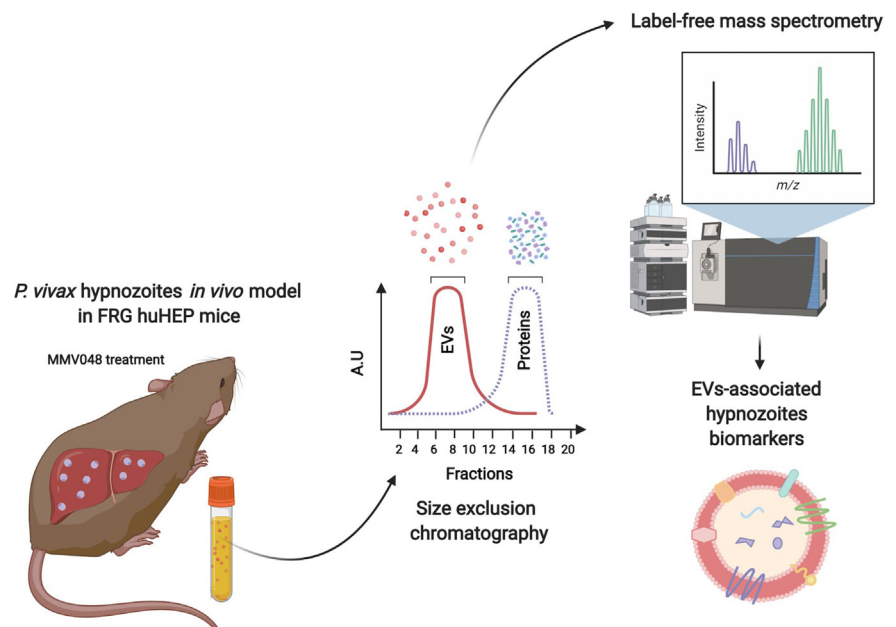 Label-free mass spectrometry
Intensity
m/z
P. vivax hypnozoites in vivo model
in FRG huHEP mice
MMV048 treatment
A.U
EVs
Proteins
2 4 6 8 10 12 14 16 18 20
Fractions
Size exclusion
chromatography
EVs-associated
hypnozoites
biomarkers